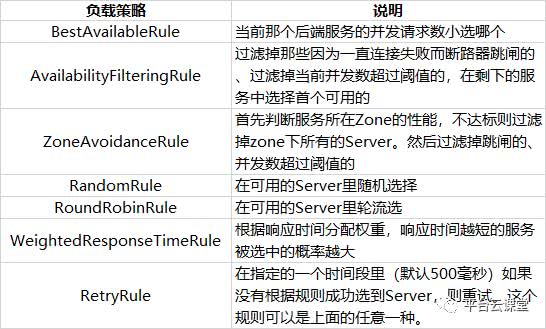 负载策略 说明
BestAvailableRule 当前那个后端服务的并发请求数小选哪个
AvailabilityFilteringRule 过滤掉那些因为一直连接失败而断路器跳闸的
、过滤掉当前并发数超过阈值的，在剩下的服
务中选择首个可用的
ZoneAvoidanceRule 首先判断服务所在Zone的性能，不达标则过滤
掉zone下所有的Server。然后过滤掉跳闸的、
并发数超过阈值的
RandomRule 在可用的Server里随机选择
RoundRobinRule 在可用的Server里轮流选
WeightedResponseTimeRule 根据响应时间分配权重，响应时间越短的服务
被选中的概率越大
RetryRule 在指定的一个时间段里（默认500毫秒）如果
没有根据规则成功选到Server，则重试。这个
规则可以是上面的任意一种。
平台云课堂